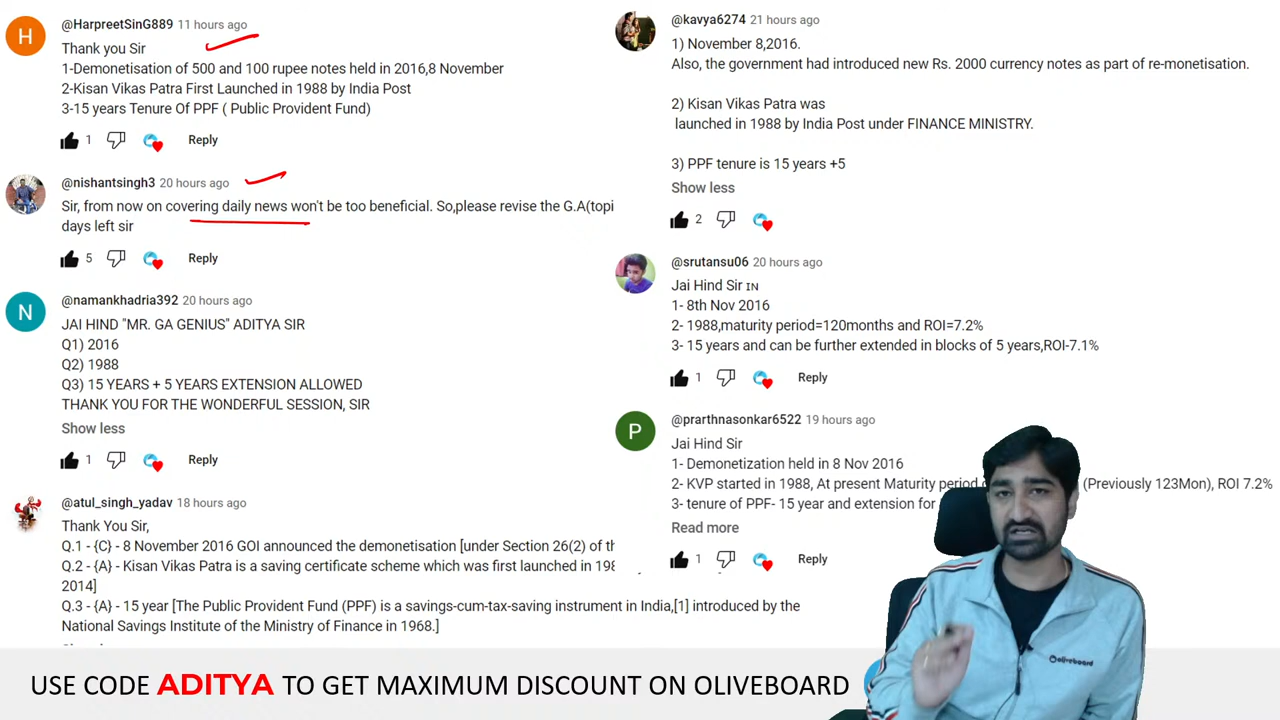 H
@HarpreetSinG889 11 hours ago
Thank you Sir
1-Demonetisation of 500 and 100 rupee notes held in 2016,8 November
2-Kisan Vikas Patra First Launched in 1988 by India Post
3-15 years Tenure Of PPF ( Public Provident Fund)
1 Reply
@nishantsingh3 20 hours ago
Sir, from now on covering daily news won't be too beneficial. So,please revise the G.A(topi
days left sir
5 Reply
N
@namankhadria392 20 hours ago
JAI HIND "MR. GA GENIUS" ADITYA SIR
Q1) 2016
Q2) 1988
Q3) 15 YEARS + 5 YEARS EXTENSION ALLOWED
THANK YOU FOR THE WONDERFUL SESSION, SIR
Show less
1 Reply
@atul_singh_yadav 18 hours ago
Thank You Sir,
Q.1 - {C} - 8 November 2016 GOI announced the demonetisation [under Section 26(2) of th
Q.2 - {A} - Kisan Vikas Patra is a saving certificate scheme which was first launched in
2014]
Q.3 - {A} - 15 year [The Public Provident Fund (PPF) is a savings-cum-tax-saving instrument in India,[1] introduced by the
National Savings Institute of the Ministry of Finance in 1968.]
@kavya6274 21 hours ago
1) November 8,2016.
Also, the government had introduced new Rs. 2000 currency notes as part of re-monetisation.
2) Kisan Vikas Patra was
launched in 1988 by India Post under FINANCE MINISTRY.
3) PPF tenure is 15 years +5
Show less
2
@srutansu06 20 hours ago
Jai Hind Sir IN
1- 8th Nov 2016
2- 1988,maturity period=120months and ROI=7.2%
3- 15 years and can be further extended in blocks of 5 years,ROI-7.1%
1 Reply
P
@prarthnasonkar6522 19 hours ago
Jai Hind Sir
1- Demonetization held in 8 Nov 2016
2- KVP started in 1988, At present Maturity period (Previously 123Mon), ROI 7.2%
3- tenure of PPF- 15 year and extension for
Read more
1 Reply
oliveboard
USE CODE ADITYA TO GET MAXIMUM DISCOUNT ON OLIVEBOARD